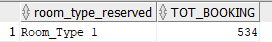 room_type_reserved TOT_BOOKING
1 Room_Type 1 534